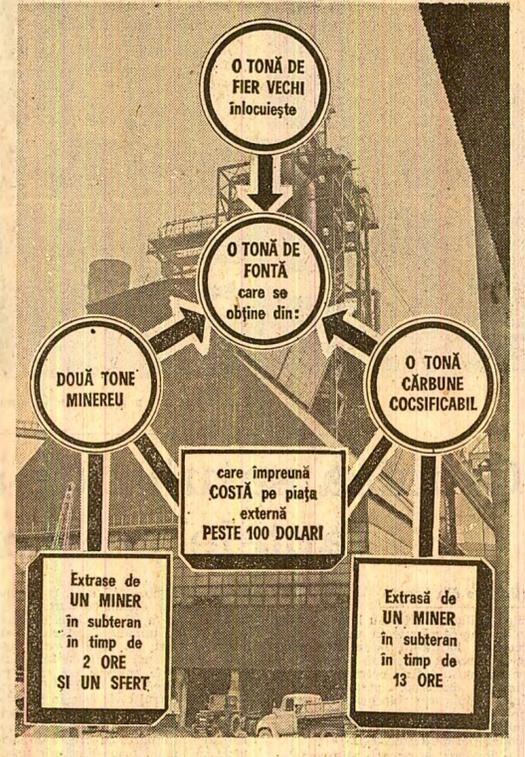 O TONĂ DE
FIER VECHI
înlocuiește
O TONĂ DE
FONTĂ
care se
obține din:
DOUĂ TONE
MINEREU
O TONĂ
CĂRBUNE
COCSIFICABIL
care împreună
COSTĂ pe piața
externă
PESTE 100 DOLARI
Extrase de
UN MINER
în subteran
în timp de
2 ORE
ȘI UN SFERT
Extrasă de
UN MINER
în subteran
în timp de
13 ORE